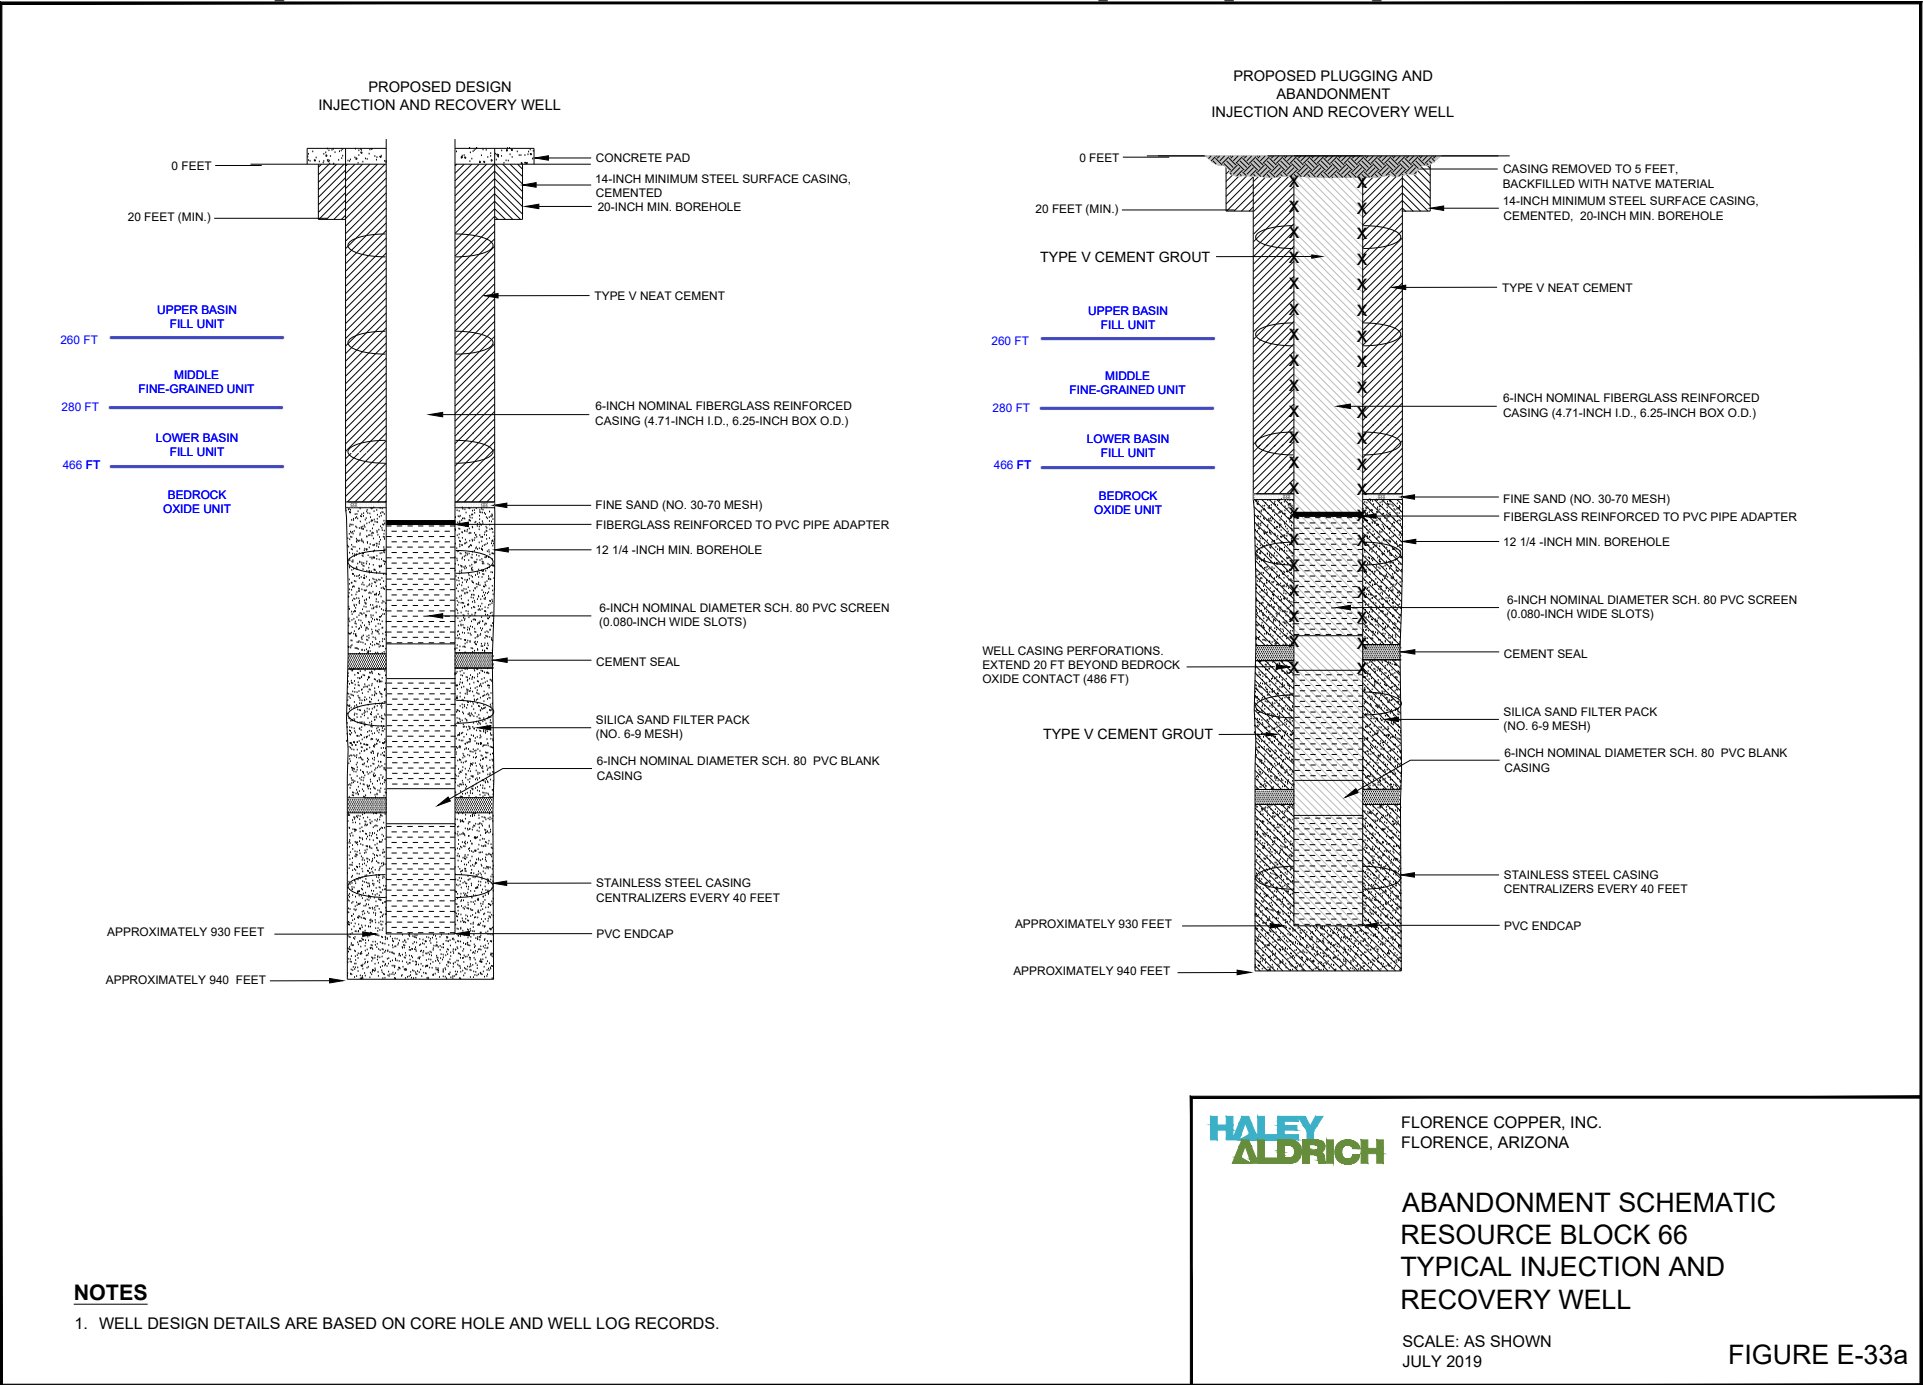 PROPOSED DESIGN
INJECTION AND RECOVERY WELL
0 FEET
20 FEET (MIN.)
CONCRETE PAD
14-INCH MINIMUM STEEL SURFACE CASING,
CEMENTED
20-INCH MIN. BOREHOLE
TYPE V NEAT CEMENT
UPPER BASIN
FILL UNIT
260 FT
MIDDLE
FINE-GRAINED UNIT
280 FT
LOWER BASIN
FILL UNIT
466 FT
BEDROCK
OXIDE UNIT
6-INCH NOMINAL FIBERGLASS REINFORCED
CASING (4.71-INCH I.D., 6.25-INCH BOX O.D.)
FINE SAND (NO. 30-70 MESH)
FIBERGLASS REINFORCED TO PVC PIPE ADAPTER
12 1/4 -INCH MIN. BOREHOLE
6-INCH NOMINAL DIAMETER SCH. 80 PVC SCREEN
(0.080-INCH WIDE SLOTS)
CEMENT SEAL
SILICA SAND FILTER PACK
(NO. 6-9 MESH)
6-INCH NOMINAL DIAMETER SCH. 80 PVC BLANK
CASING
STAINLESS STEEL CASING
CENTRALIZERS EVERY 40 FEET
APPROXIMATELY 930 FEET
PVC ENDCAP
APPROXIMATELY 940 FEET
PROPOSED PLUGGING AND
ABANDONMENT
INJECTION AND RECOVERY WELL
0 FEET
20 FEET (MIN.)
CASING REMOVED TO 5 FEET,
BACKFILLED WITH NATVE MATERIAL
14-INCH MINIMUM STEEL SURFACE CASING,
CEMENTED, 20-INCH MIN. BOREHOLE
TYPE V CEMENT GROUT
TYPE V NEAT CEMENT
UPPER BASIN
FILL UNIT
260 FT
MIDDLE
FINE-GRAINED UNIT
280 FT
LOWER BASIN
FILL UNIT
466 FT
BEDROCK
OXIDE UNIT
6-INCH NOMINAL FIBERGLASS REINFORCED
CASING (4.71-INCH I.D., 6.25-INCH BOX O.D.)
FINE SAND (NO. 30-70 MESH)
FIBERGLASS REINFORCED TO PVC PIPE ADAPTER
12 1/4 -INCH MIN. BOREHOLE
6-INCH NOMINAL DIAMETER SCH. 80 PVC SCREEN
(0.080-INCH WIDE SLOTS)
WELL CASING PERFORATIONS.
EXTEND 20 FT BEYOND BEDROCK
OXIDE CONTACT (486 FT)
CEMENT SEAL
TYPE V CEMENT GROUT
SILICA SAND FILTER PACK
(NO. 6-9 MESH)
6-INCH NOMINAL DIAMETER SCH. 80 PVC BLANK
CASING
STAINLESS STEEL CASING
CENTRALIZERS EVERY 40 FEET
APPROXIMATELY 930 FEET
PVC ENDCAP
APPROXIMATELY 940 FEET
NOTES
1. WELL DESIGN DETAILS ARE BASED ON CORE HOLE AND WELL LOG RECORDS.
HALEY
ALDRICH
FLORENCE COPPER, INC.
FLORENCE, ARIZONA
ABANDONMENT SCHEMATIC
RESOURCE BLOCK 66
TYPICAL INJECTION AND
RECOVERY WELL
SCALE: AS SHOWN
JULY 2019
FIGURE E-33a